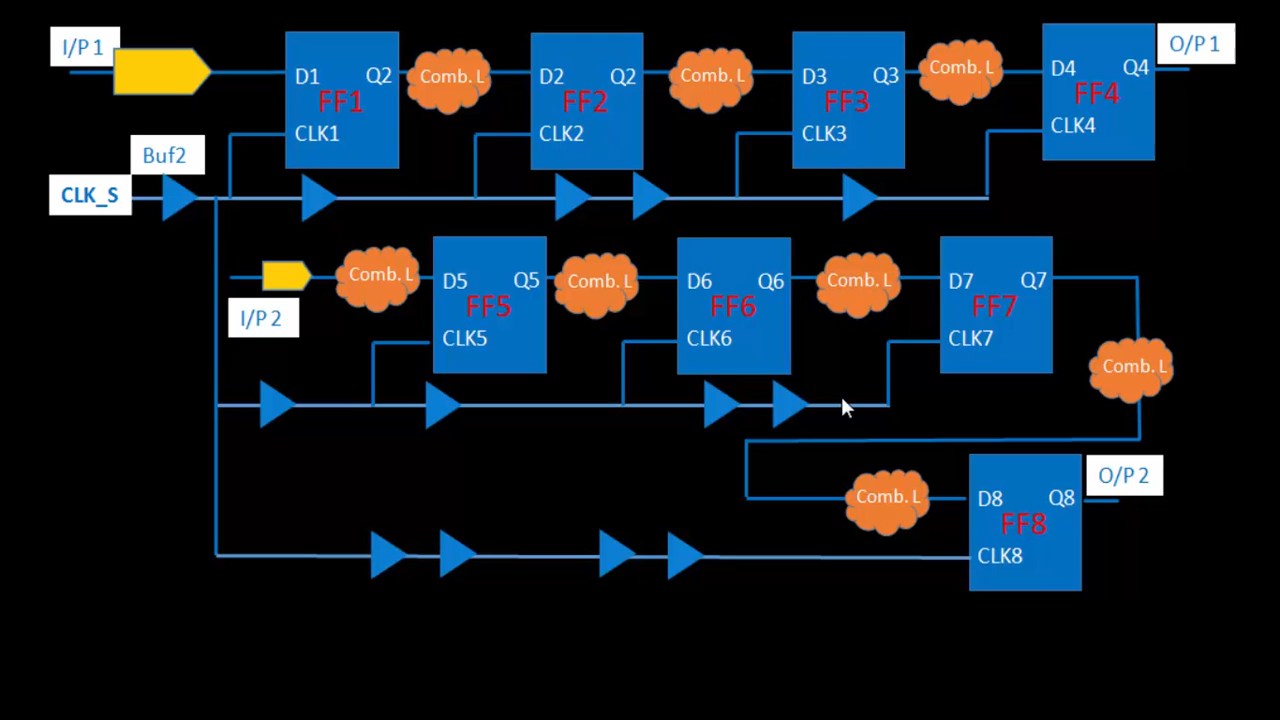 I/P 1
D1
Q2
FF1
CLK1
Comb. L
D2
Q2
FF2
CLK2
Comb. L
D3
Q3
FF3
CLK3
Comb. L
D4
Q4
FF4
CLK4
O/P 1
Buf2
CLK_S
I/P 2
Comb. L
D5
Q5
FF5
CLK5
Comb. L
D6
Q6
FF6
CLK6
Comb. L
D7
Q7
FF7
CLK7
Comb. L
Comb. L
D8
Q8
FF8
CLK8
O/P 2